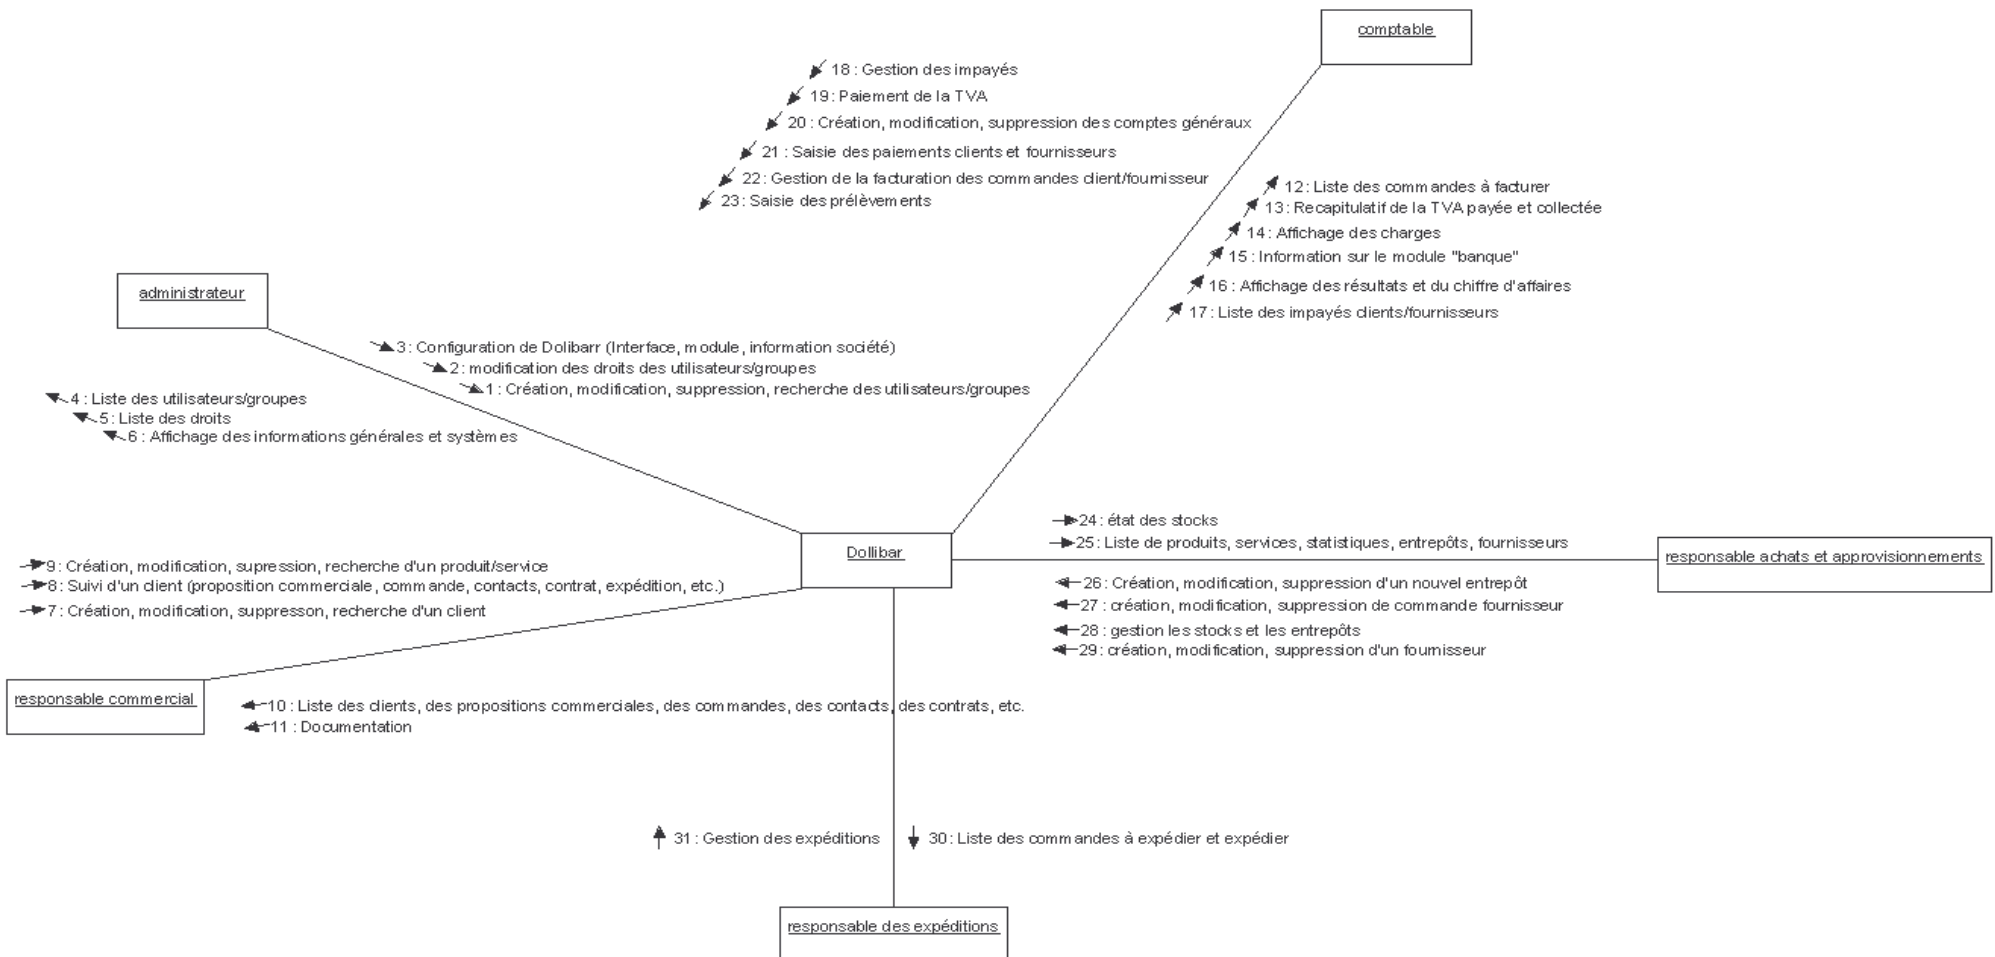 comptable
18 : Gestion des impayés
19 : Paiement de la TVA
20 : Création, modification, suppression des comptes généraux
21 : Saisie des paiements clients et fournisseurs
22 : Gestion de la facturation des commandes client/fournisseur
23 : Saisie des prélèvements
12 : Liste des commandes à facturer
13 : Recapitulatif de la TVA payée et collectée
14 : Affichage des charges
15 : Information sur le module "banque"
16 : Affichage des résultats et du chiffre d'affaires
17 : Liste des impayés clients/fournisseurs
administrateur
3 : Configuration de Dolibarr (Interface, module, information société)
2 : modification des droits des utilisateurs/groupes
1 : Création, modification, suppression, recherche des utilisateurs/groupes
4 : Liste des utilisateurs/groupes
5 : Liste des droits
6 : Affichage des informations générales et systèmes
Dollibar
24 : état des stocks
25 : Liste de produits, services, statistiques, entrepôts, fournisseurs
responsable achats et approvisionnements
26 : Création, modification, suppression d'un nouvel entrepôt
27 : création, modification, suppression de commande fournisseur
28 : gestion les stocks et les entrepôts
29 : création, modification, suppression d'un fournisseur
9 : Création, modification, supression, recherche d'un produit/service
8 : Suivi d'un client (proposition commerciale, commande, contacts, contrat, expédition, etc.)
7 : Création, modification, suppresson, recherche d'un client
responsable commercial
10 : Liste des clients, des propositions commerciales, des commandes, des contacts, des contrats, etc.
11 : Documentation
31 : Gestion des expéditions
30 : Liste des commandes à expédier et expédier
responsable des expéditions